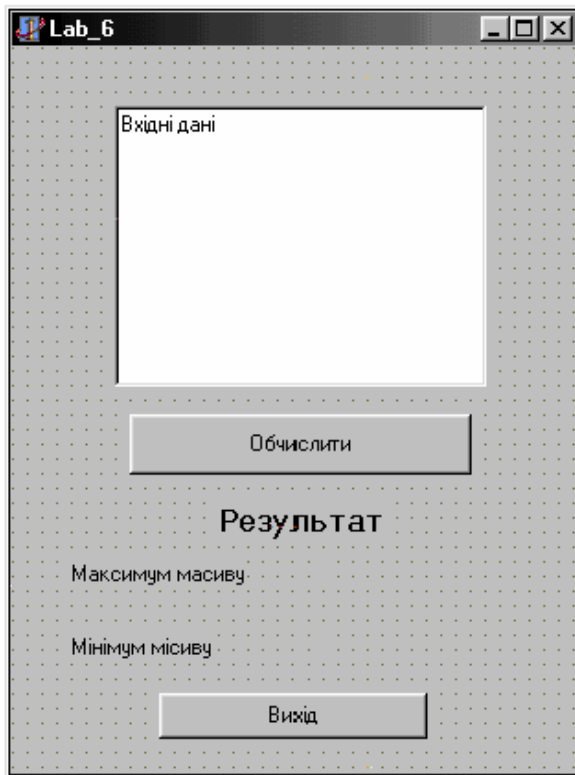 Lab_6
Вхідні дані
Обчислити
Результат
Максимум масиву
Мінімум місиву
Вихід